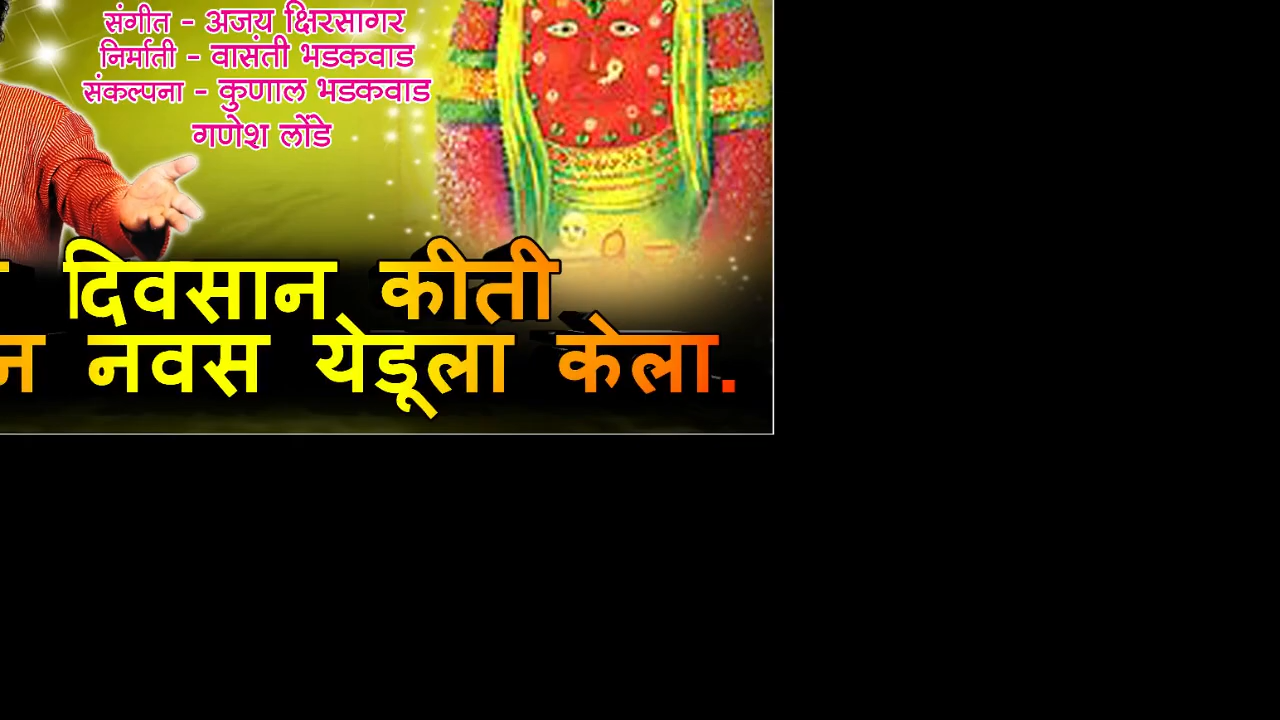 संगीत - अजय क्षिरसागर
निर्माती - वासंती भडकवाड
संकल्पना - कुणाल भडकवाड
गणेश लोंडे
दिवसान कीती
नवस येडूला केला.